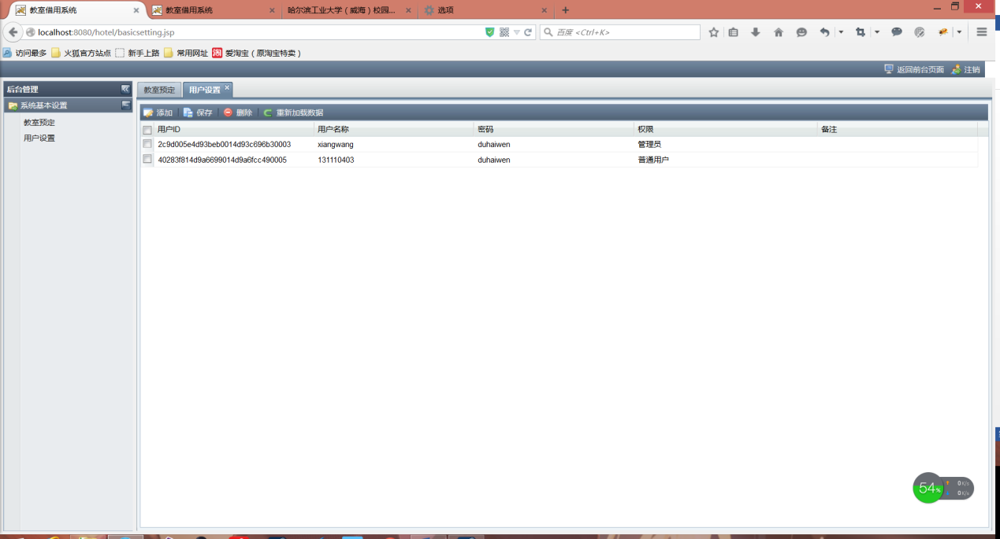 教室借用系统 教室借用系统 哈尔滨工业大学（威海）校园... 选项
localhost:8080/hotel/basicsetting.jsp 百度 <Ctrl+K>
访问最多 火狐官方站点 新手上路 常用网址 淘 爱淘宝（原淘宝特卖）
返回前台页面 注销
后台管理 教室预定 用户设置
系统基本设置
教室预定
用户设置
添加 保存 删除 重新加载数据
用户ID 用户名称 密码 权限 备注
2c9d005e4d93beb0014d93c696b30003 xiangwang duhaiwen 管理员
40283f814d9a6699014d9a6fcc490005 131110403 duhaiwen 普通用户
54% 0K/s
0K/s